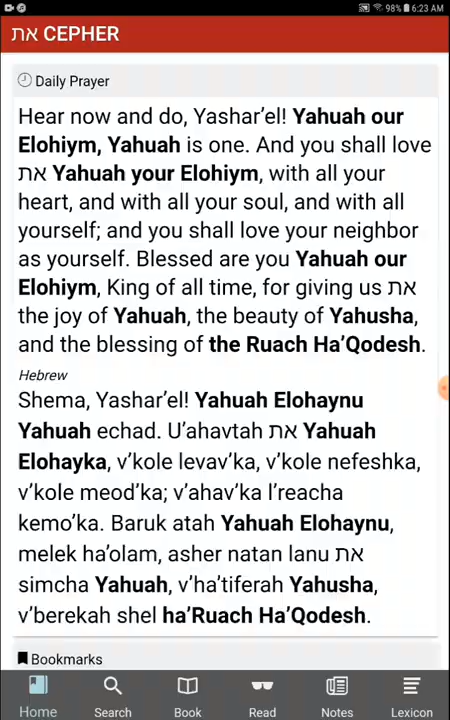 98% 6:23 AM
את CEPHER
Daily Prayer
Hear now and do, Yashar’el! Yahuah our
Elohiym, Yahuah is one. And you shall love
את Yahuah your Elohiym, with all your
heart, and with all your soul, and with all
yourself; and you shall love your neighbor
as yourself. Blessed are you Yahuah our
Elohiym, King of all time, for giving us את
the joy of Yahuah, the beauty of Yahusha,
and the blessing of the Ruach Ha’Qodesh.
Hebrew
Shema, Yashar’el! Yahuah Elohaynu
Yahuah echad. U’ahavtah את Yahuah
Elohayka, v’kole levav’ka, v’kole nefeshka,
v’kole meod’ka; v’ahav’ka l’reacha
kemo’ka. Baruk atah Yahuah Elohaynu,
melek ha’olam, asher natan lanu את
simcha Yahuah, v’ha’tiferah Yahusha,
v’berekah shel ha’Ruach Ha’Qodesh.
Bookmarks
Home Search Book Read Notes Lexicon